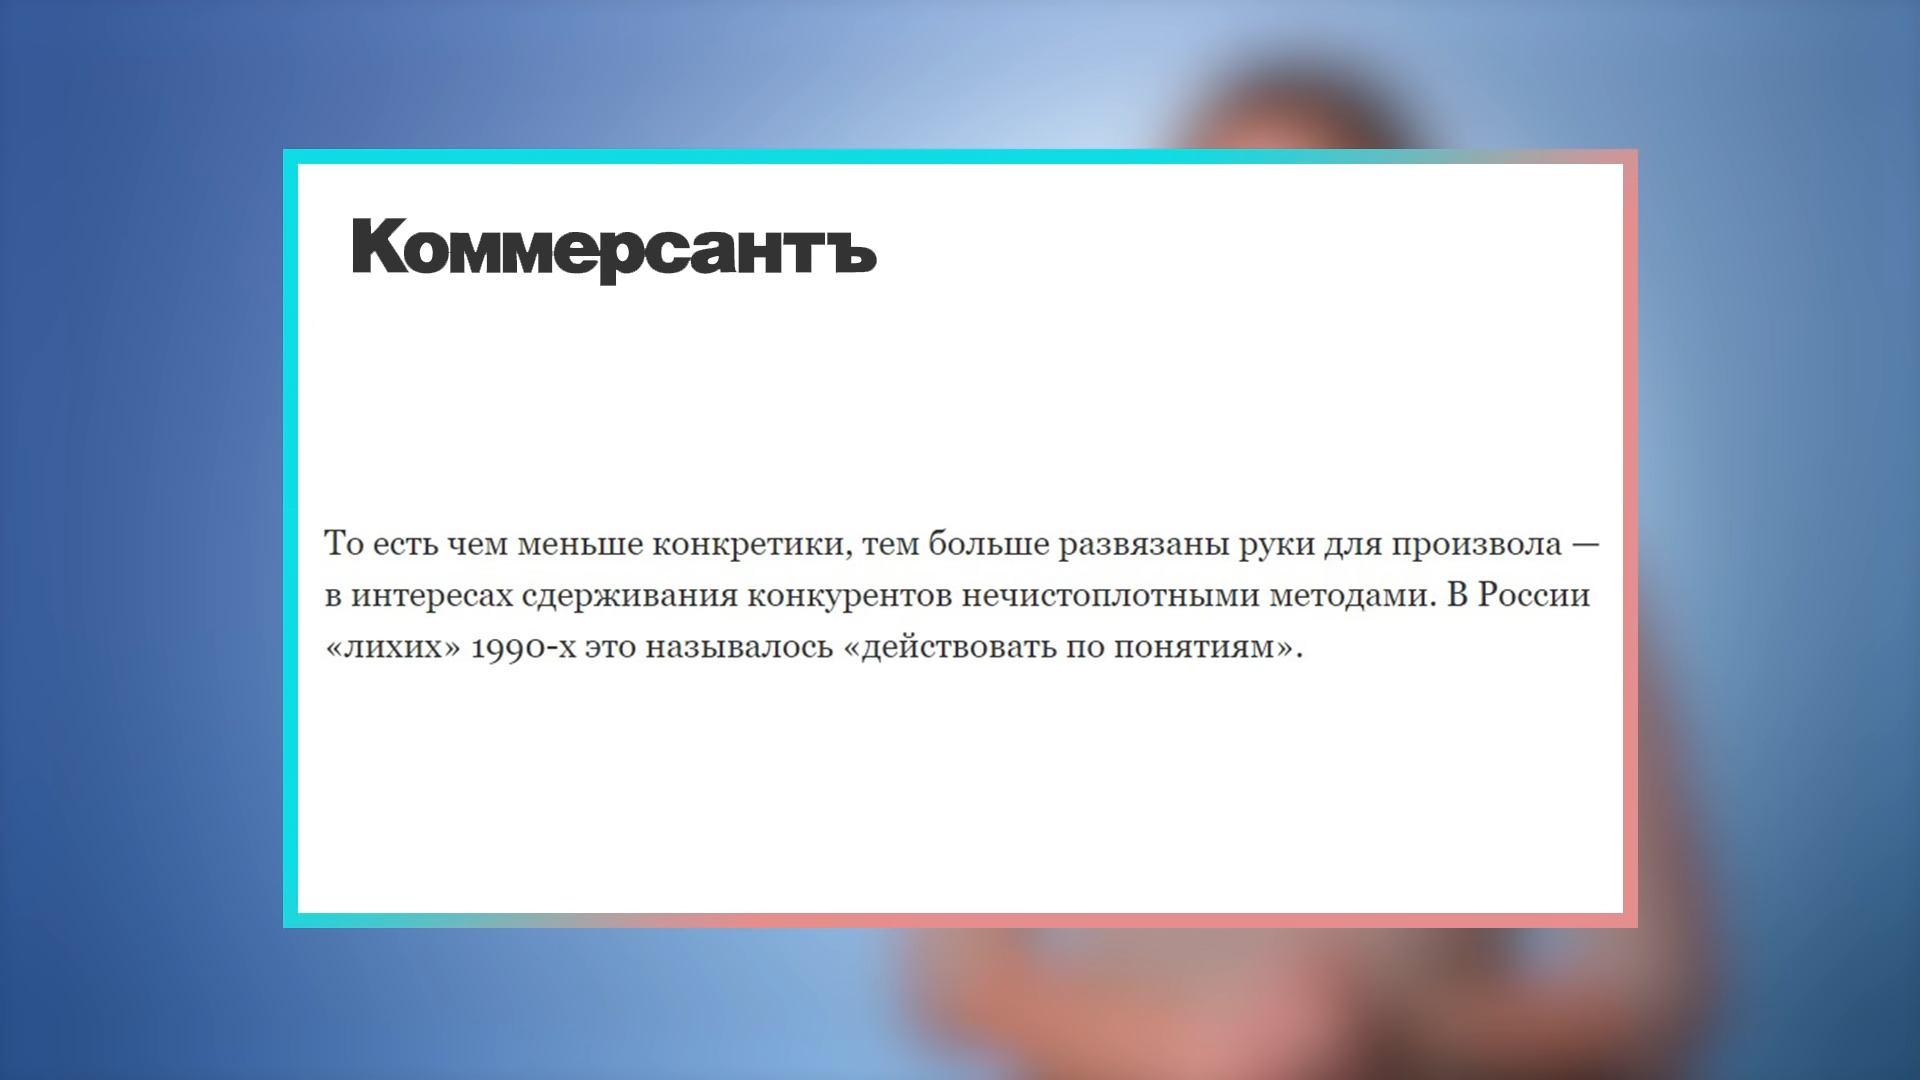 Коммерсантъ
То есть чем меньше конкретики, тем больше развязаны руки для произвола —
в интересах сдерживания конкурентов нечистоплотными методами. В России
«лихих» 1990-х это называлось «действовать по понятиям».